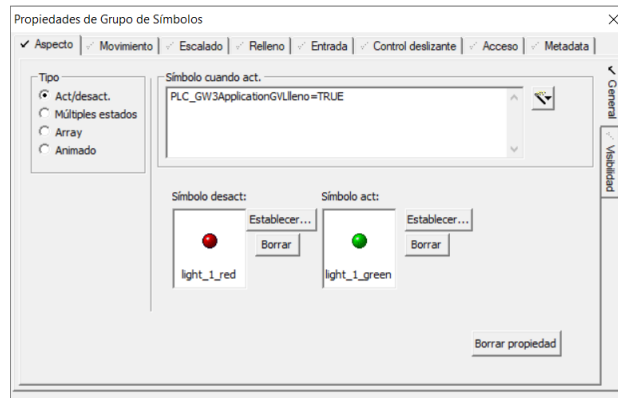 Propiedades de Grupo de Símbolos
Aspecto Movimiento Escalado Relleno Entrada Control deslizante Acceso Metadata
Tipo
Act/desact.
Múltiples estados
Array
Animado
Símbolo cuando act.
PLC_GW3ApplicationGVLlleno=TRUE
General
Visibilidad
Símbolo desact:
Establecer...
Borrar
light_1_red
Símbolo act:
Establecer...
Borrar
light_1_green
Borrar propiedad